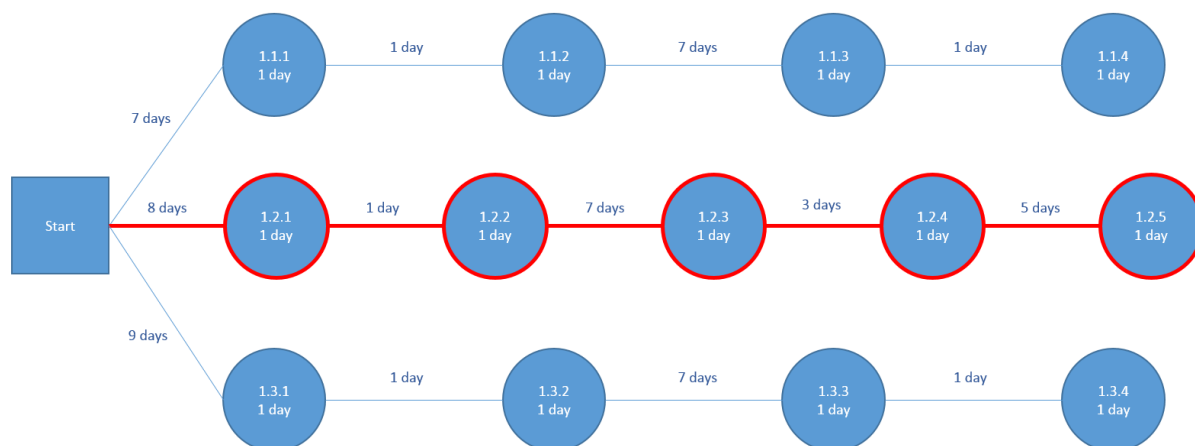 1.1.1
1 day
1 day
1.1.2
1 day
7 days
1.1.3
1 day
1 day
1.1.4
1 day
7 days
Start
8 days
1.2.1
1 day
1 day
1.2.2
1 day
7 days
1.2.3
1 day
3 days
1.2.4
1 day
5 days
1.2.5
1 day
9 days
1.3.1
1 day
1 day
1.3.2
1 day
7 days
1.3.3
1 day
1 day
1.3.4
1 day